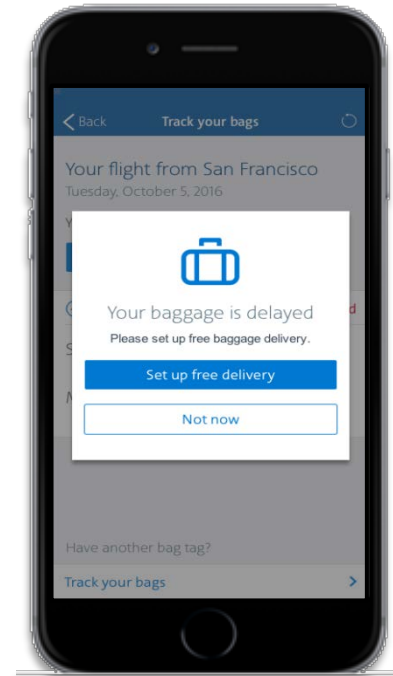 Back
Track your bags
Your flight from San Francisco
Tuesday, October 5, 2016
Y
Your baggage is delayed
d
Please set up free baggage delivery.
S
Set up free delivery
Not now
Have another bag tag?
Track your bags